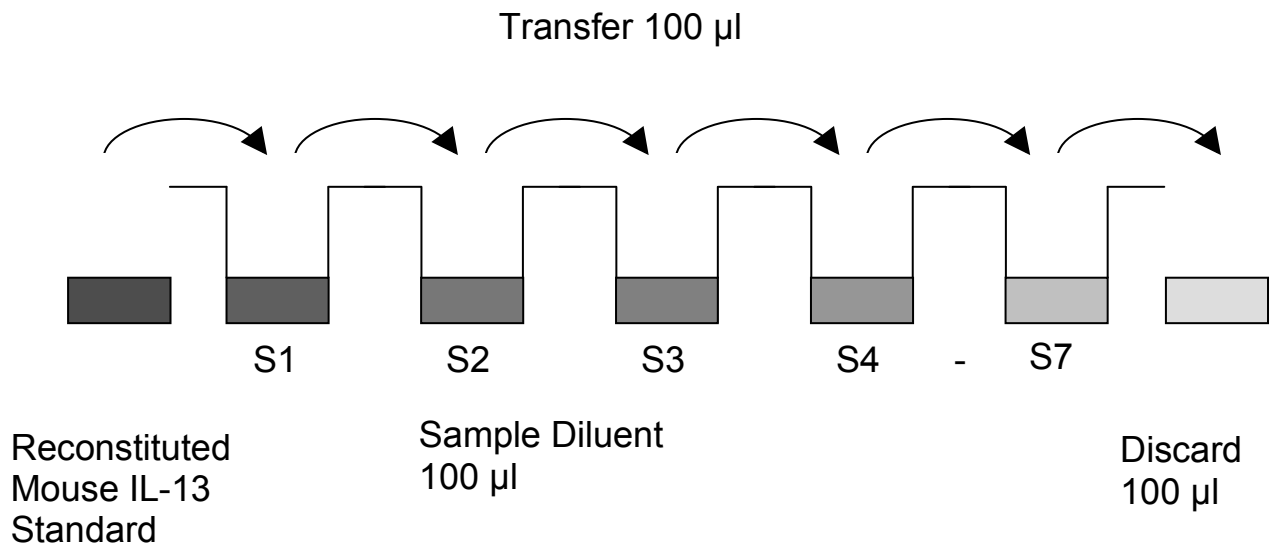 Transfer 100 µl
S1 S2 S3 S4 - S7
Reconstituted
Mouse IL-13
Standard
Sample Diluent
100 µl
Discard
100 µl